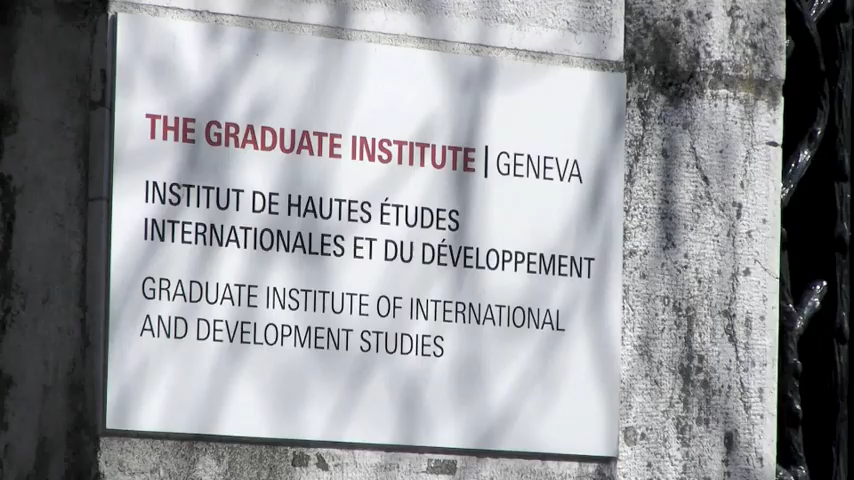 THE GRADUATE INSTITUTE | GENEVA
INSTITUT DE HAUTES ÉTUDES
INTERNATIONALES ET DU DÉVELOPPEMENT
GRADUATE INSTITUTE OF INTERNATIONAL
AND DEVELOPMENT STUDIES